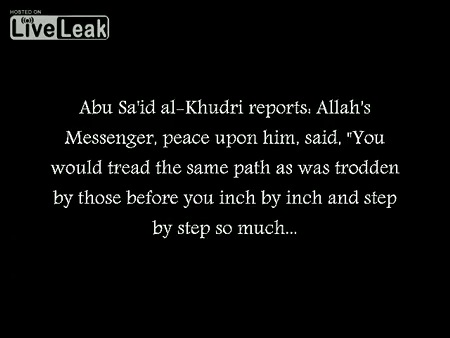 HOSTED ON
LiveLeak
Abu Sa'id al-Khudri reports: Allah's
Messenger, peace upon him, said, "You
would tread the same path as was trodden
by those before you inch by inch and step
by step so much...